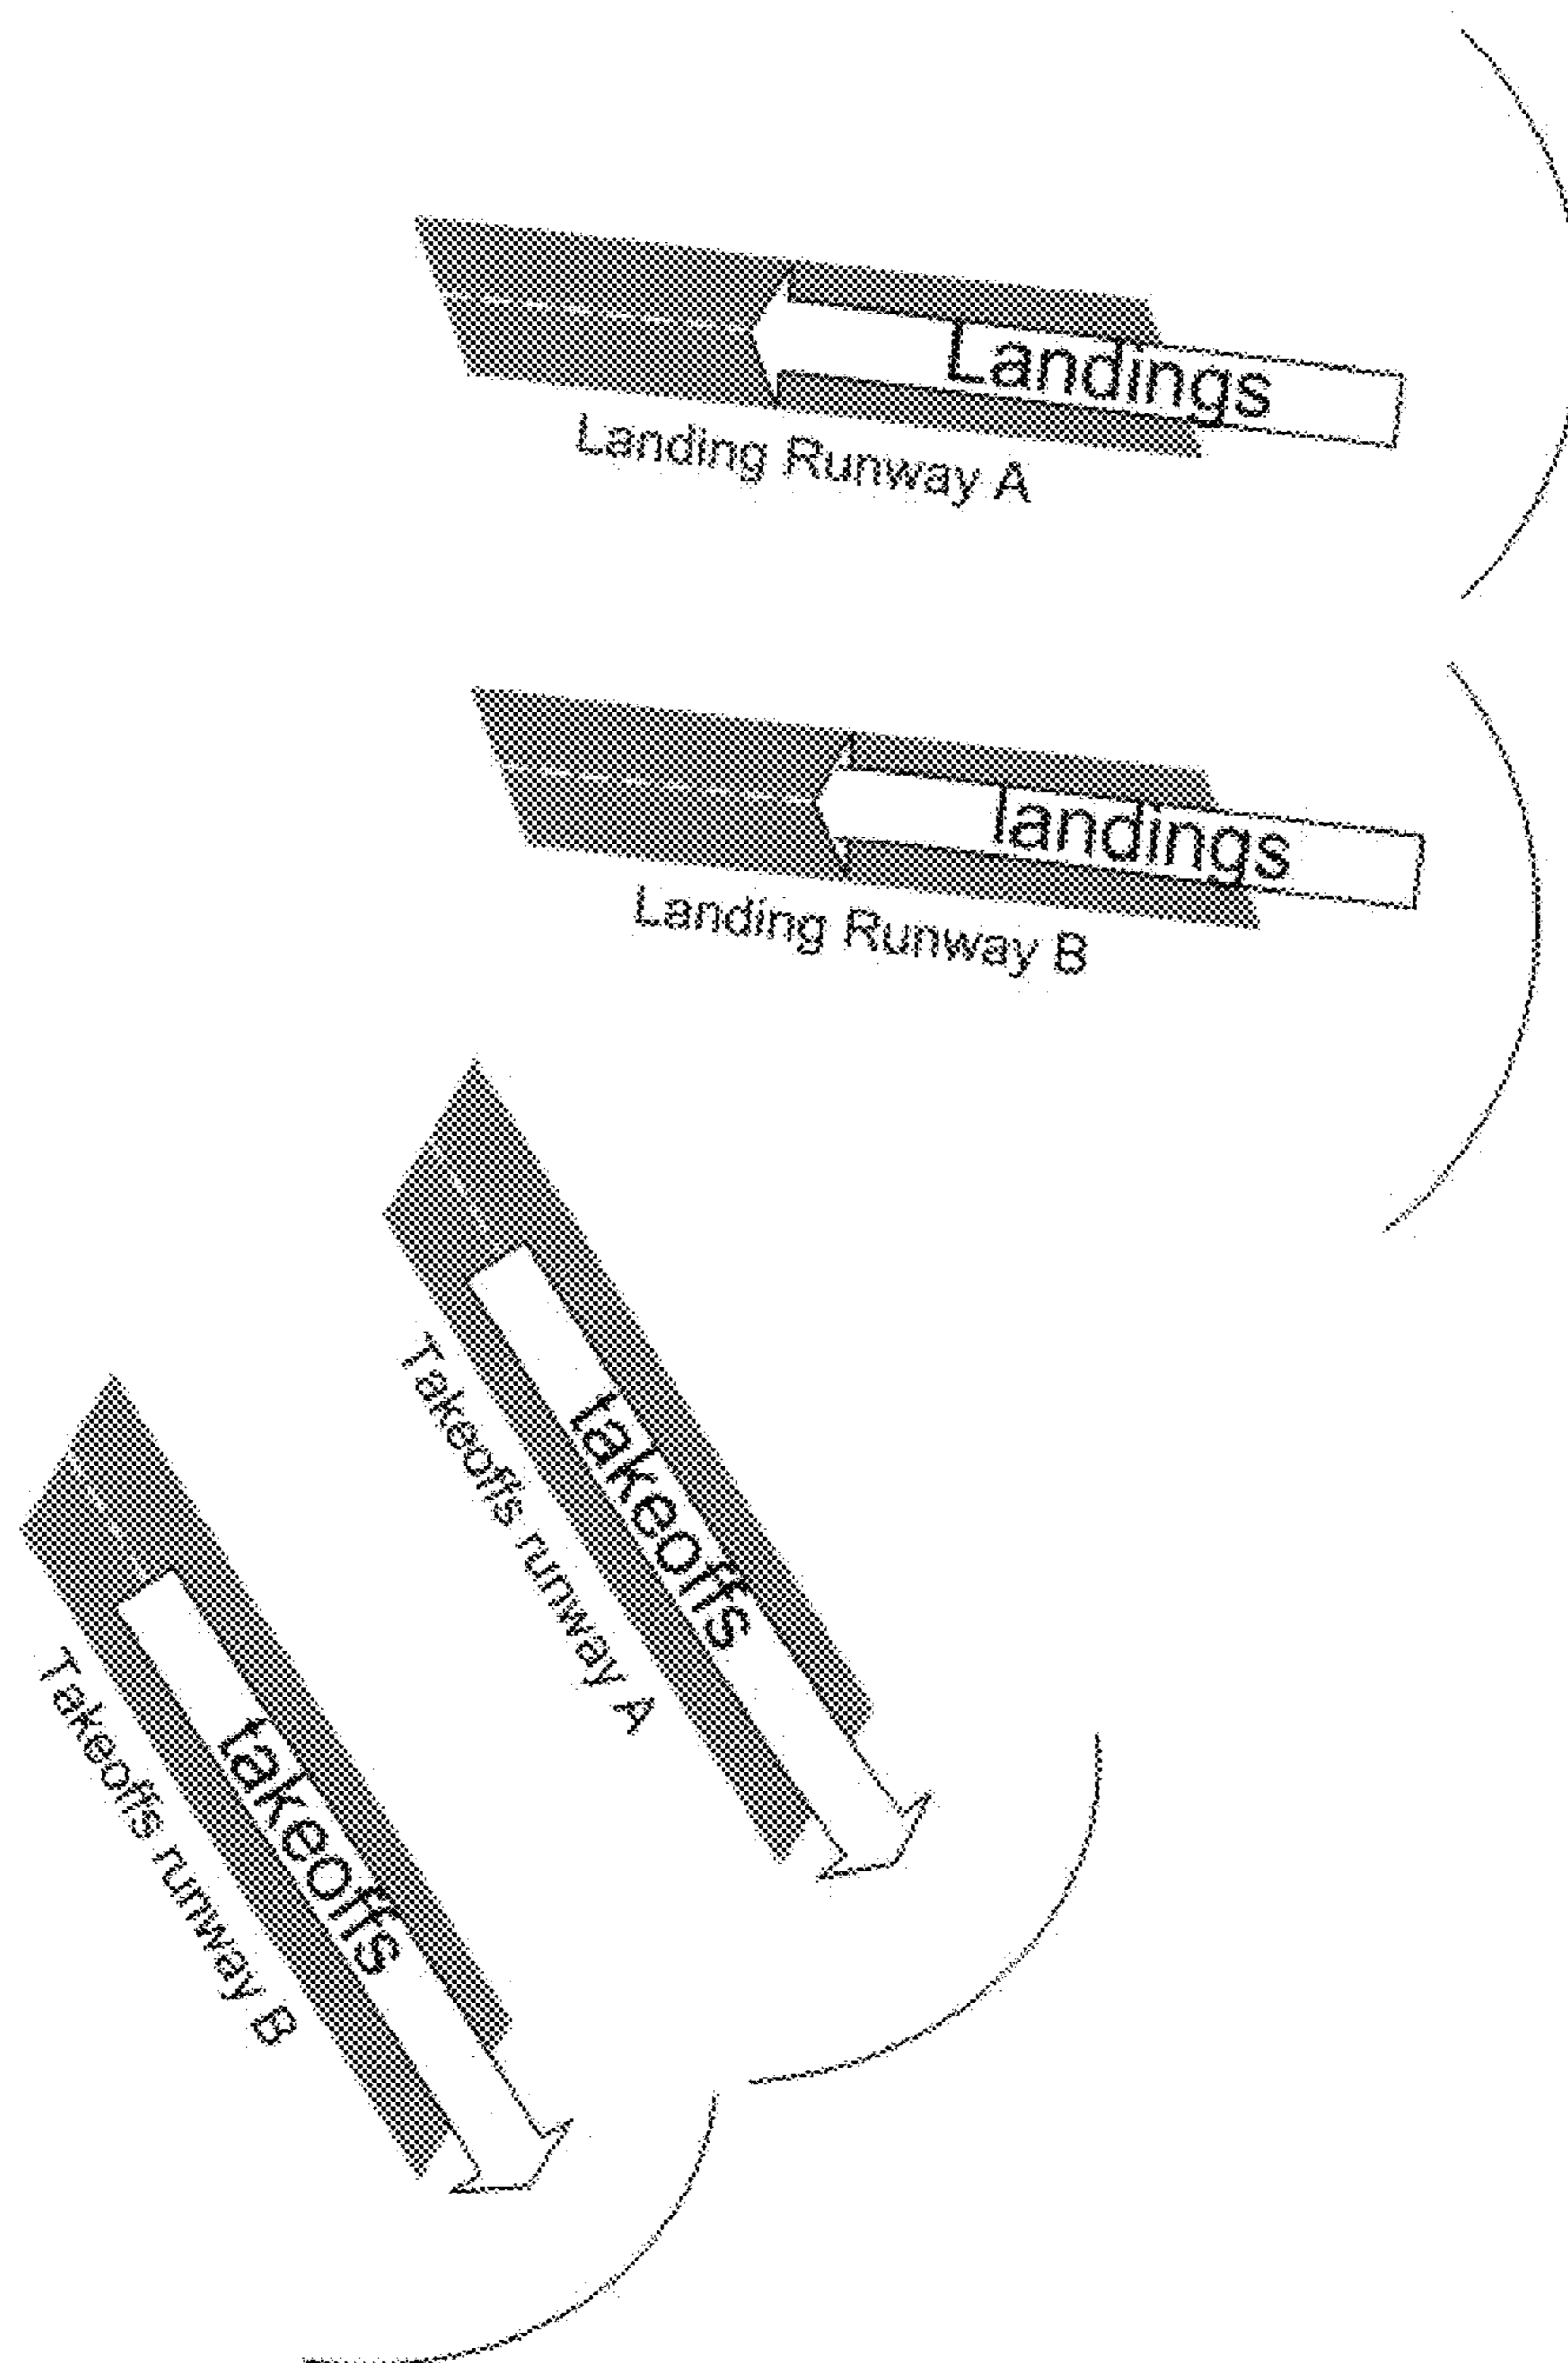 Landings
Landing Runway A
landings
Landing Runway B
takeoffs
Takeoffs runway A
takeoffs
Takeoffs runway B